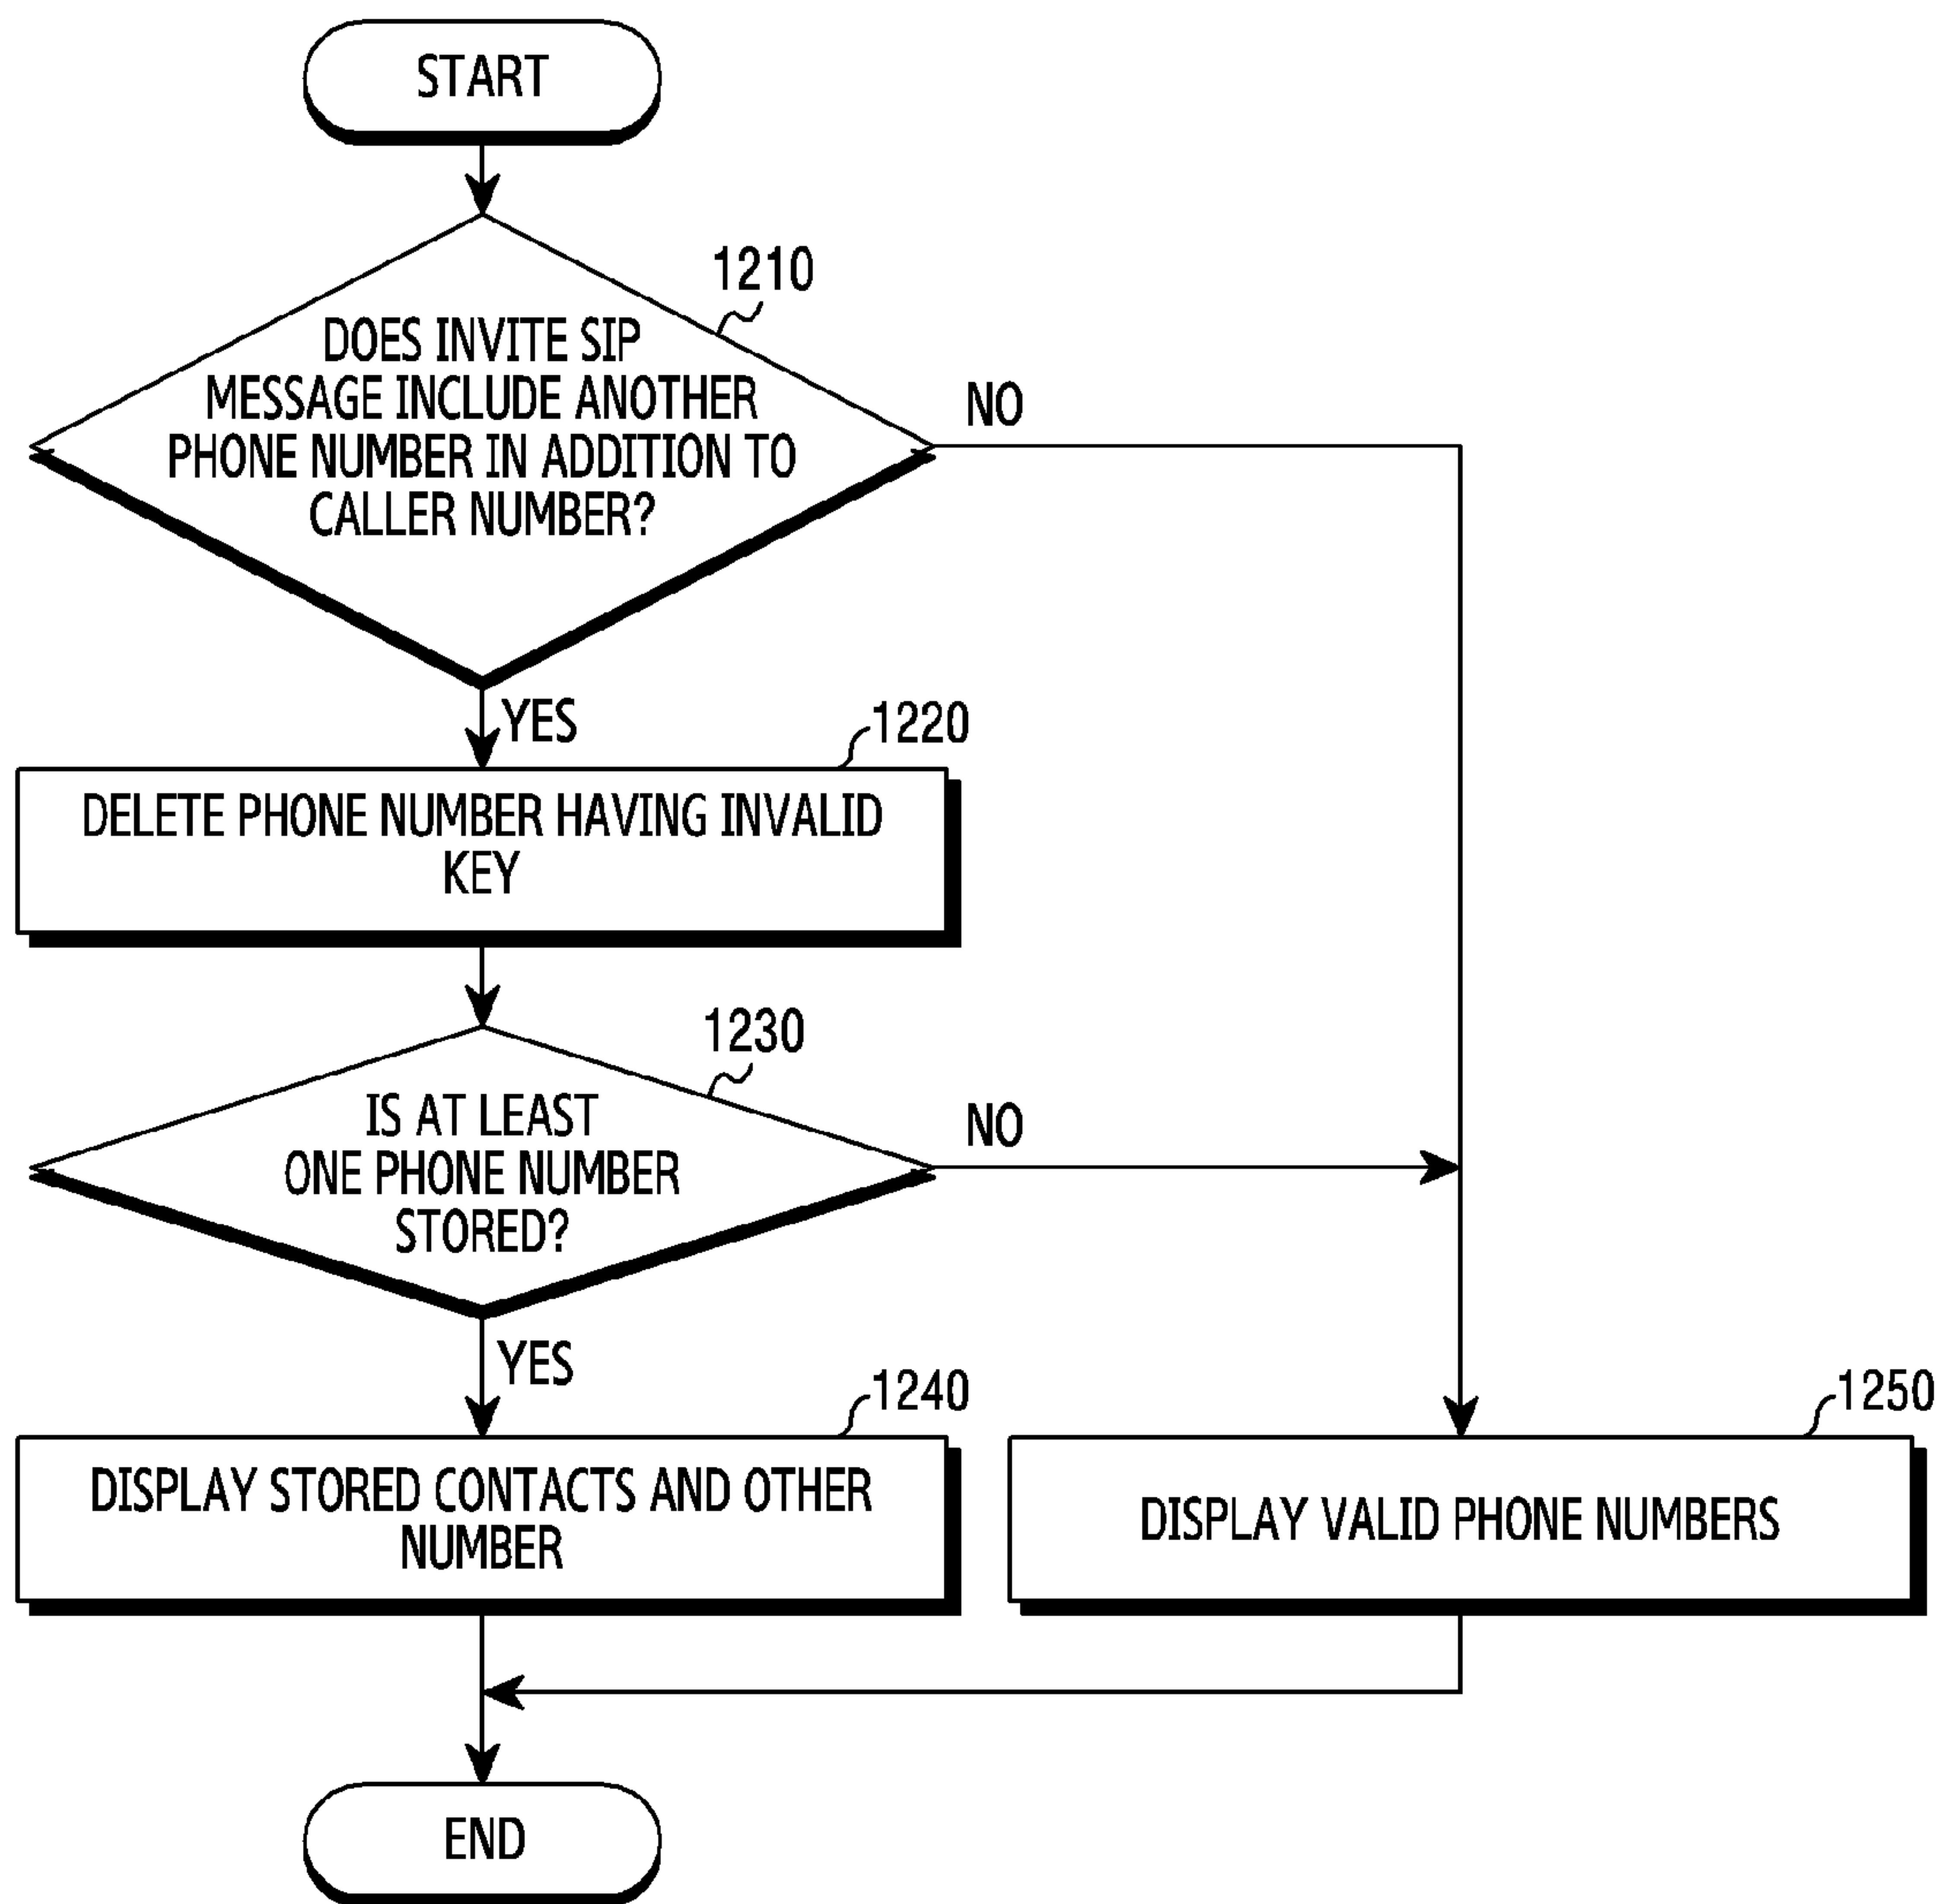 START
1210
DOES INVITE SIP
MESSAGE INCLUDE ANOTHER
PHONE NUMBER IN ADDITION TO
CALLER NUMBER?
NO
YES
1220
DELETE PHONE NUMBER HAVING INVALID
KEY
1230
IS AT LEAST
ONE PHONE NUMBER
STORED?
NO
YES
1240
DISPLAY STORED CONTACTS AND OTHER
NUMBER
1250
DISPLAY VALID PHONE NUMBERS
END